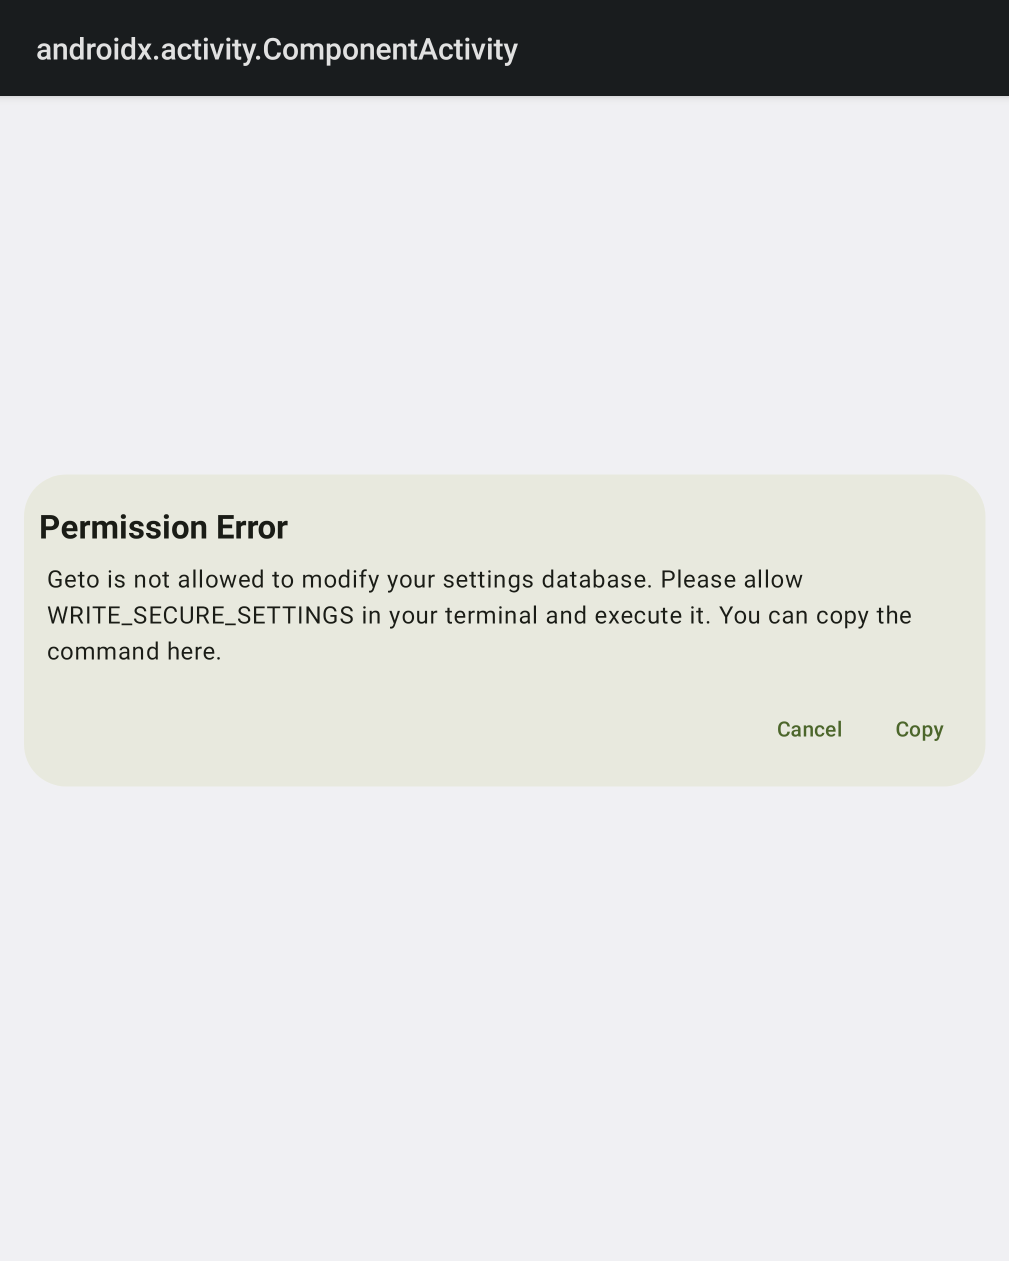 androidx.activity.ComponentActivity
Permission Error
Geto is not allowed to modify your settings database. Please allow
WRITE_SECURE_SETTINGS in your terminal and execute it. You can copy the
command here.
Cancel Copy